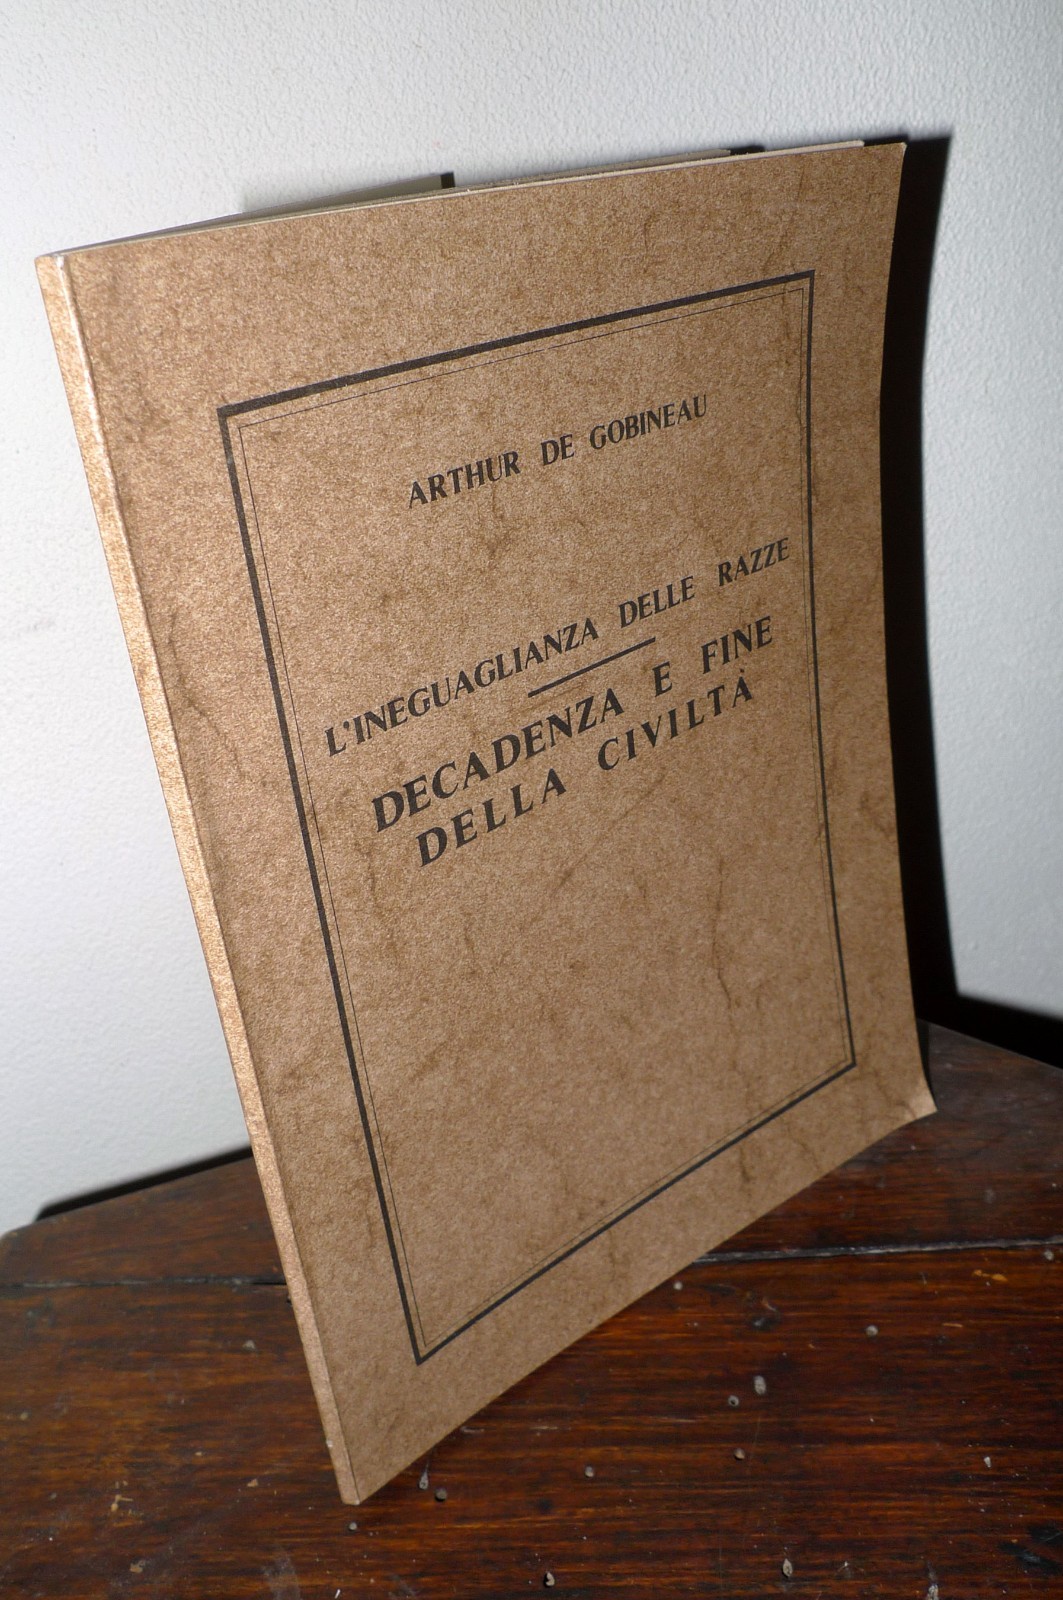 ARTHUR DE GOBINEAU
L'INEGUAGLIANZA DELLE RAZZE
DECADENZA E FINE
DELLA CIVILTÀ